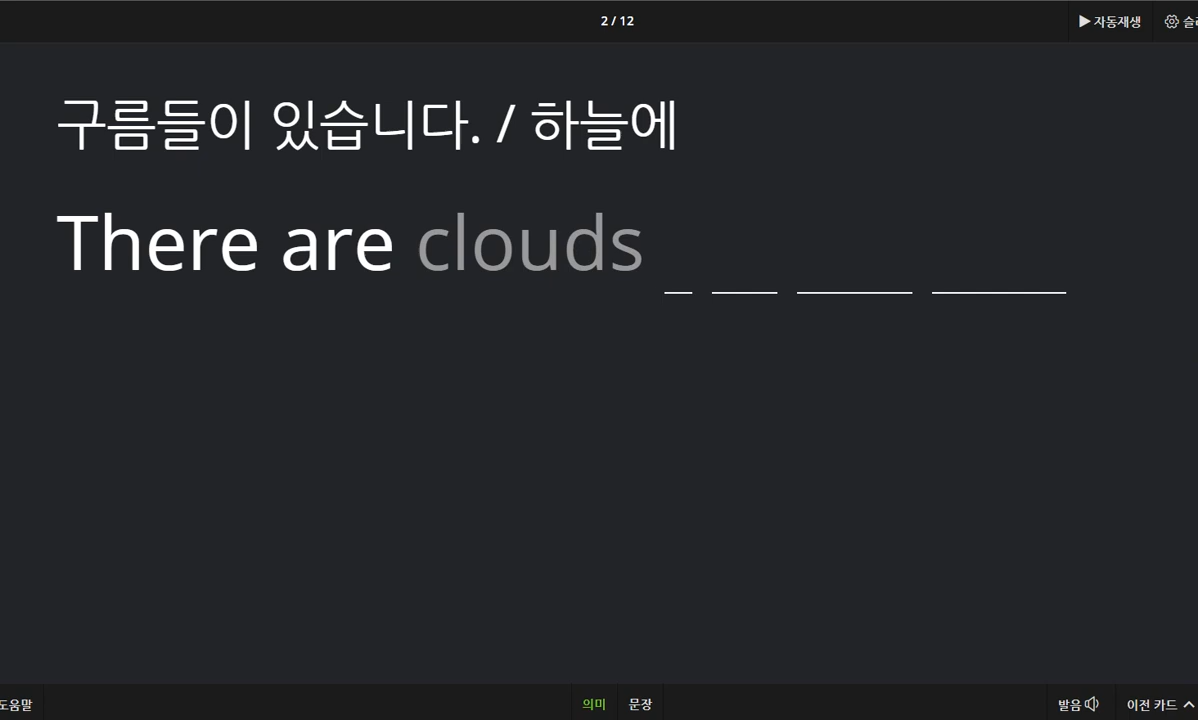 2 / 12
▶ 자동재생
구름들이 있습니다. / 하늘에
There are clouds _ _ _ _
도움말
의미
문장
발음
이전 카드